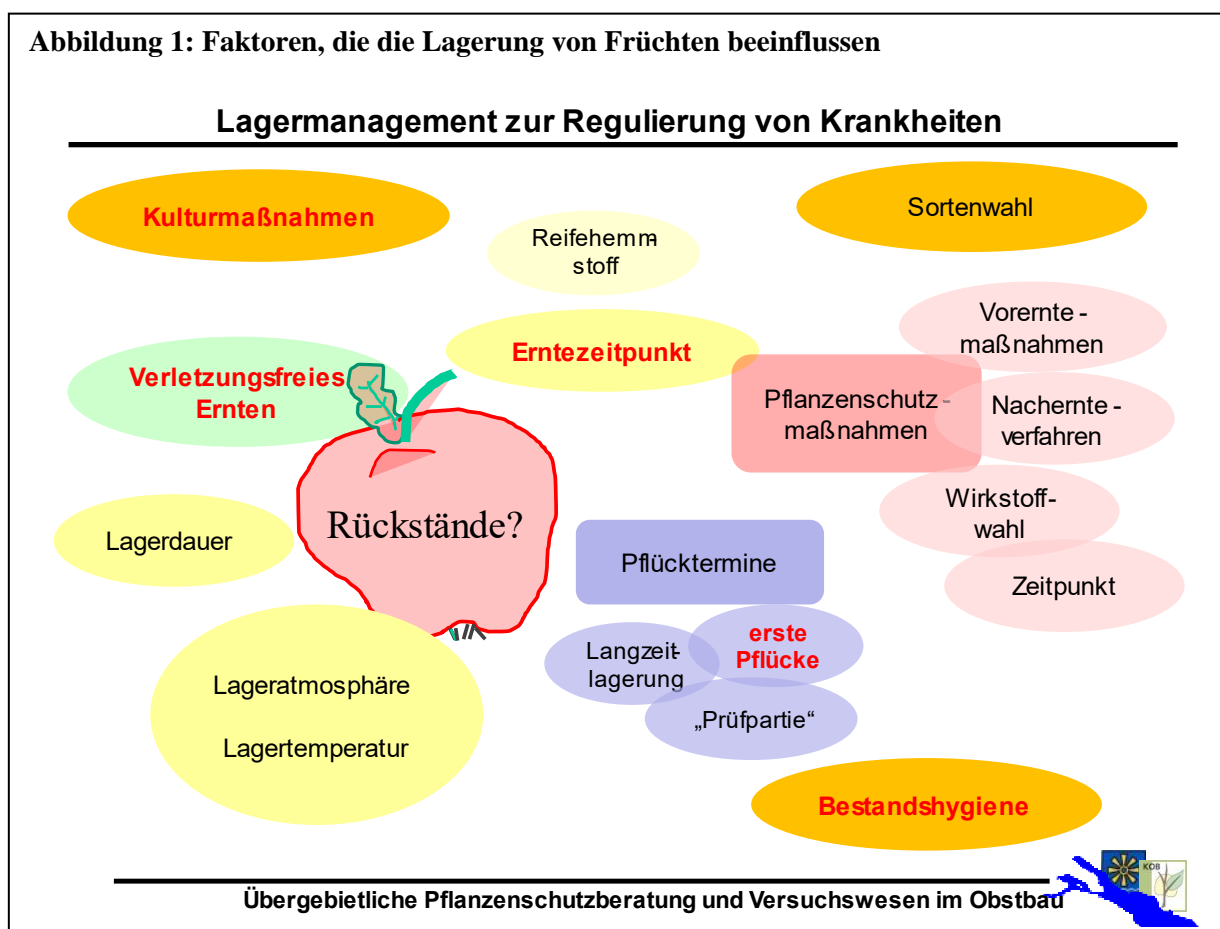 Abbildung 1: Faktoren, die die Lagerung von Früchten beeinflussen
Lagermanagement zur Regulierung von Krankheiten
Kulturmaßnahmen
Sortenwahl
Reifehemm-
stoff
Vorernte -
maßnahmen
Erntezeitpunkt
Verletzungsfreies
Ernten
Pflanzenschutz -
maßnahmen
Nachernte -
verfahren
Rückstände?
Wirkstoff-
wahl
Lagerdauer
Pflücktermine
Zeitpunkt
erste
Pflücke
Langzeit-
lagerung
„Prüfpartie“
Lageratmosphäre
Lagertemperatur
Bestandshygiene
KOB
Übergebietliche Pflanzenschutzberatung und Versuchswesen im Obstbau